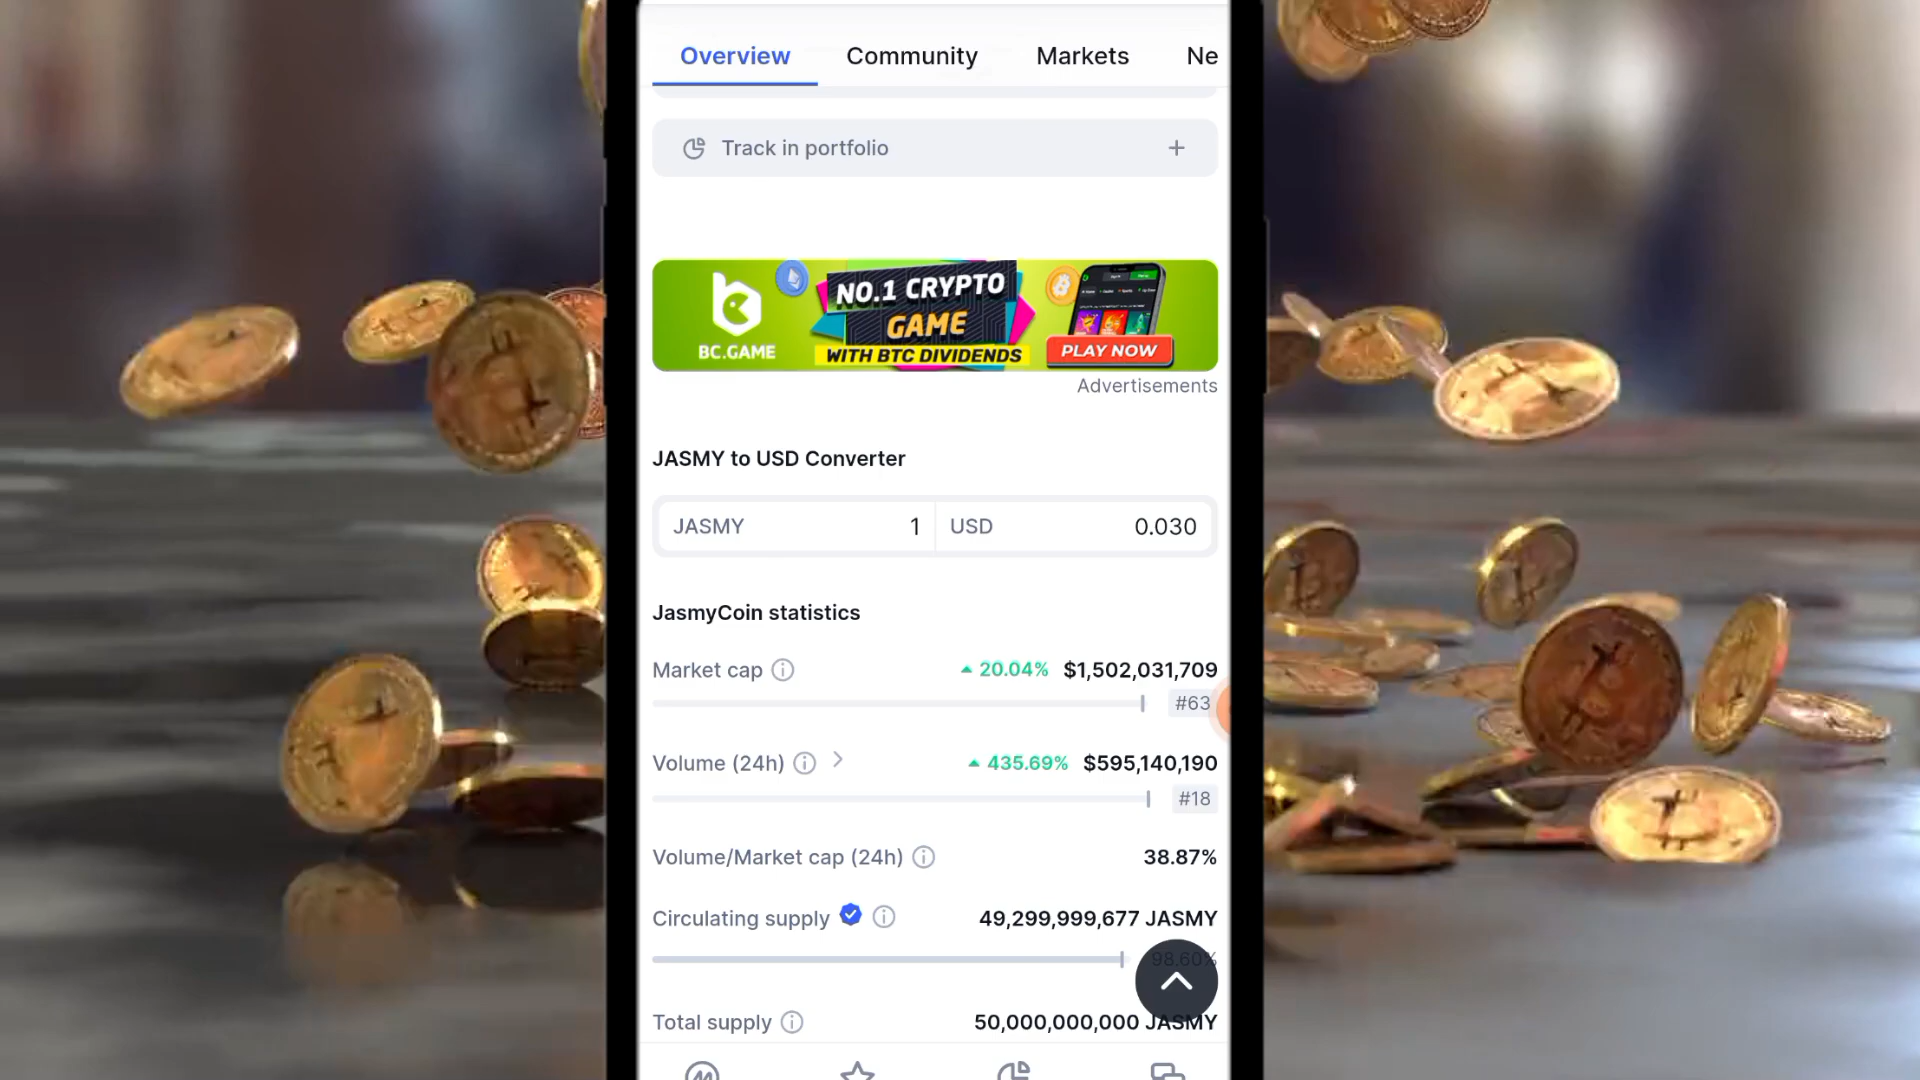 Overview Community Markets Ne
Track in portfolio +
BC.GAME
NO.1 CRYPTO
GAME
WITH BTC DIVIDENDS
PLAY NOW
Advertisements
JASMY to USD Converter
JASMY 1 USD 0.030
JasmyCoin statistics
Market cap 20.04% $1,502,031,709
#63
Volume (24h) 435.69% $595,140,190
#18
Volume/Market cap (24h) 38.87%
Circulating supply 49,299,999,677 JASMY
98.60%
Total supply 50,000,000,000 JASMY